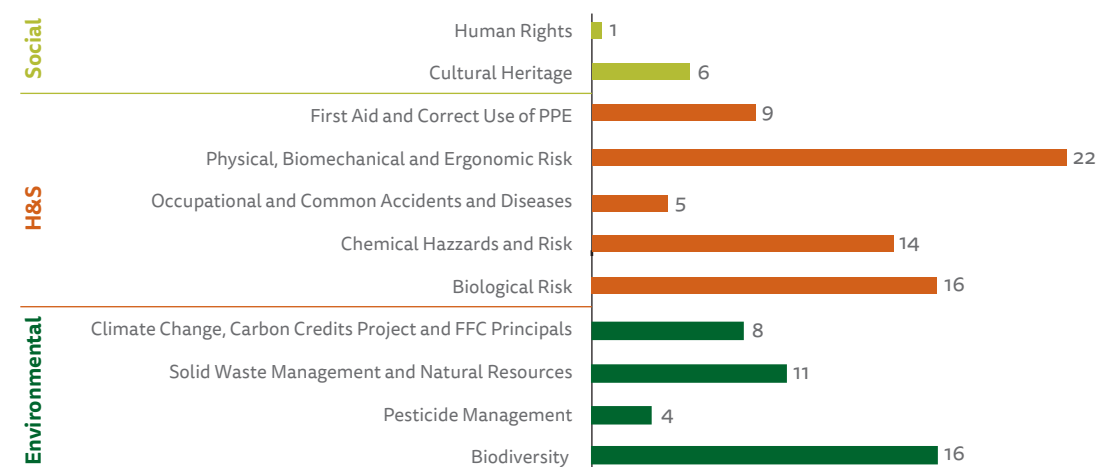 Social
Human Rights 1
Cultural Heritage 6
H&S
First Aid and Correct Use of PPE 9
Physical, Biomechanical and Ergonomic Risk 22
Occupational and Common Accidents and Diseases 5
Chemical Hazzards and Risk 14
Biological Risk 16
Environmental
Climate Change, Carbon Credits Project and FFC Principals 8
Solid Waste Management and Natural Resources 11
Pesticide Management 4
Biodiversity 16